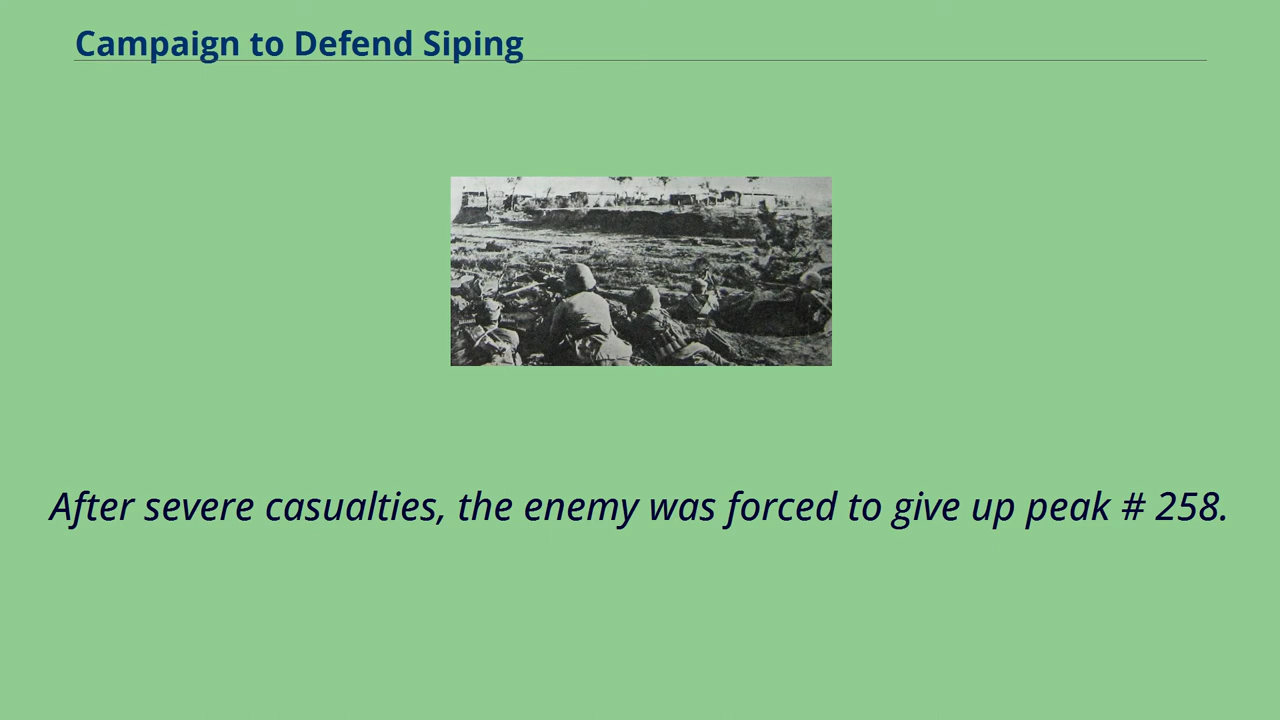 Campaign to Defend Siping
After severe casualties, the enemy was forced to give up peak # 258.